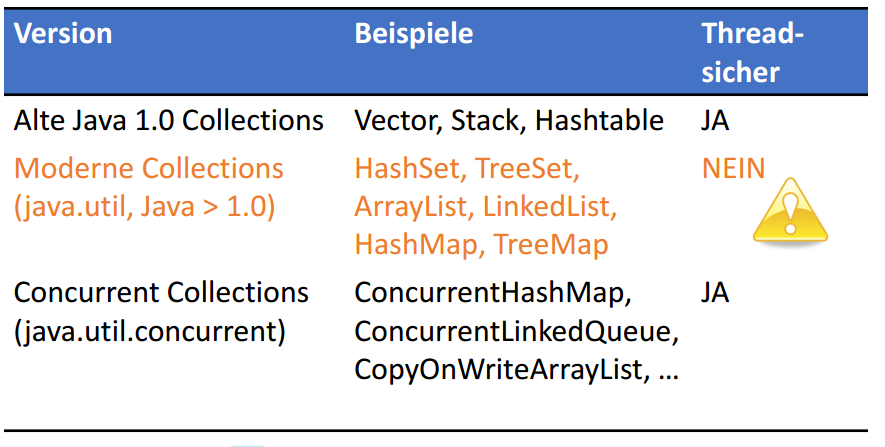 Version Beispiele Thread-
sicher
Alte Java 1.0 Collections Vector, Stack, Hashtable JA
Moderne Collections HashSet, TreeSet, NEIN
(java.util, Java > 1.0) ArrayList, LinkedList,
HashMap, TreeMap
Concurrent Collections ConcurrentHashMap, JA
(java.util.concurrent) ConcurrentLinkedQueue,
CopyOnWriteArrayList, ...